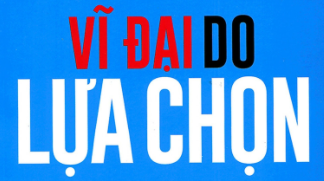 VĨ ĐẠI DO
LỰA CHỌN